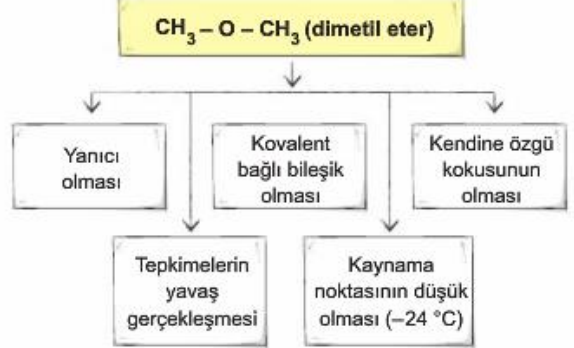 CH3 – O – CH3 (dimetil eter)
Yanıcı
olması
Kovalent
bağlı bileşik
olması
Kendine özgü
kokusunun
olması
Tepkimelerin
yavaş
gerçekleşmesi
Kaynama
noktasının düşük
olması (–24 °C)